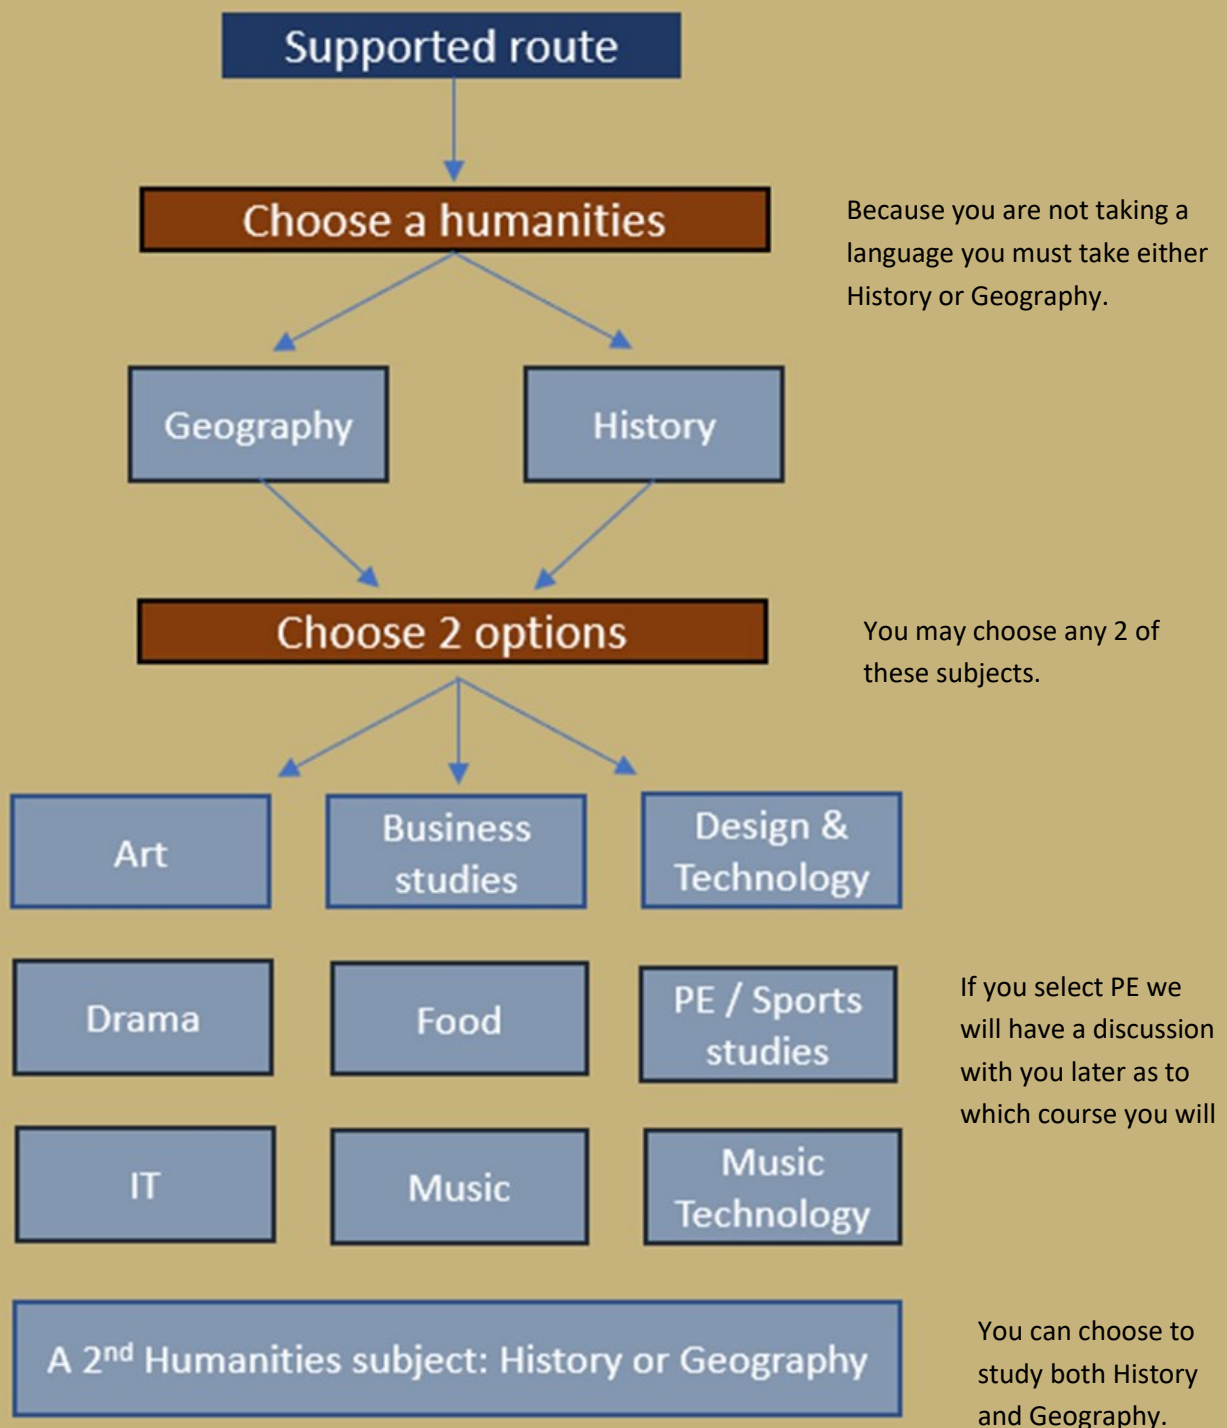 Supported route
Choose a humanities
Because you are not taking a
language you must take either
History or Geography.
Geography
History
Choose 2 options
You may choose any 2 of
these subjects.
Art
Business
studies
Design &
Technology
Drama
Food
PE / Sports
studies
If you select PE we
will have a discussion
with you later as to
which course you will
IT
Music
Music
Technology
A 2nd Humanities subject: History or Geography
You can choose to
study both History
and Geography.